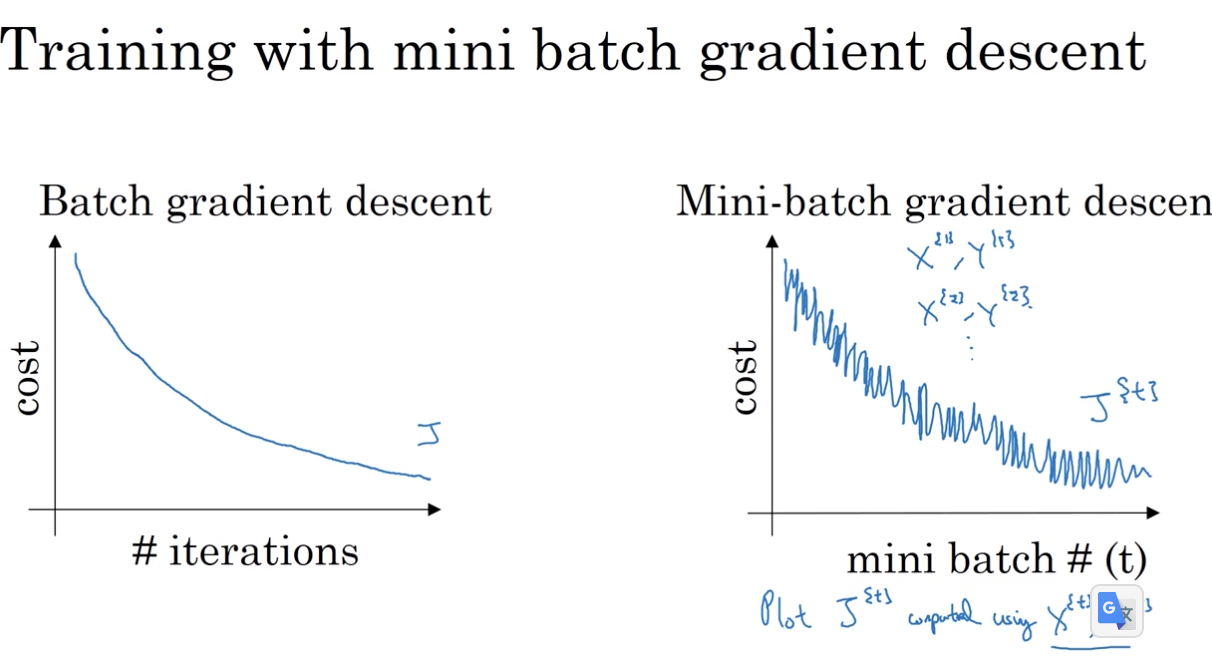 Training with mini batch gradient descent
Batch gradient descent
cost
J
# iterations
Mini-batch gradient descen
X^{1}, Y^{1}
X^{2}, Y^{2}.
⋮
cost
J^{t}
mini batch # (t)
Plot J^{t} computed using X^{t}